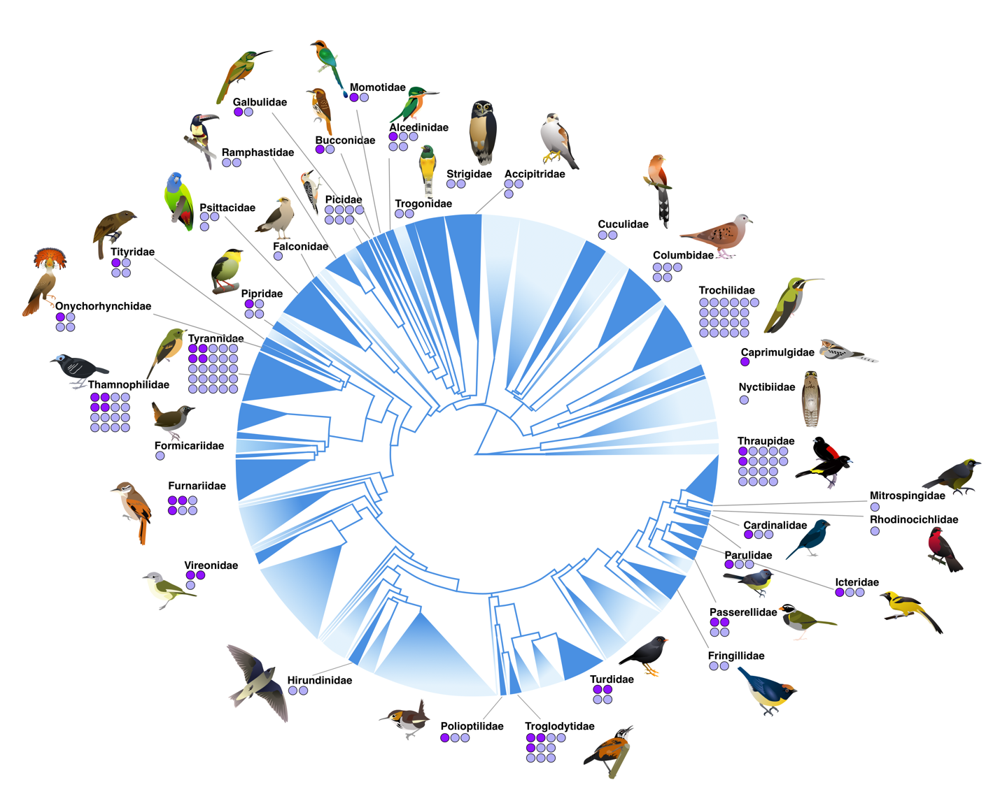 Momotidae
Galbulidae
Alcedinidae
Bucconidae
Ramphastidae
Strigidae
Accipitridae
Picidae
Trogonidae
Psittacidae
Cuculidae
Falconidae
Tityridae
Columbidae
Trochilidae
Pipridae
Onychorhynchidae
Tyrannidae
Caprimulgidae
Thamnophilidae
Nyctibiidae
Formicariidae
Thraupidae
Furnariidae
Mitrospingidae
Rhodinocichlidae
Cardinalidae
Parulidae
Vireonidae
Icteridae
Passerellidae
Fringillidae
Hirundinidae
Turdidae
Polioptilidae
Troglodytidae